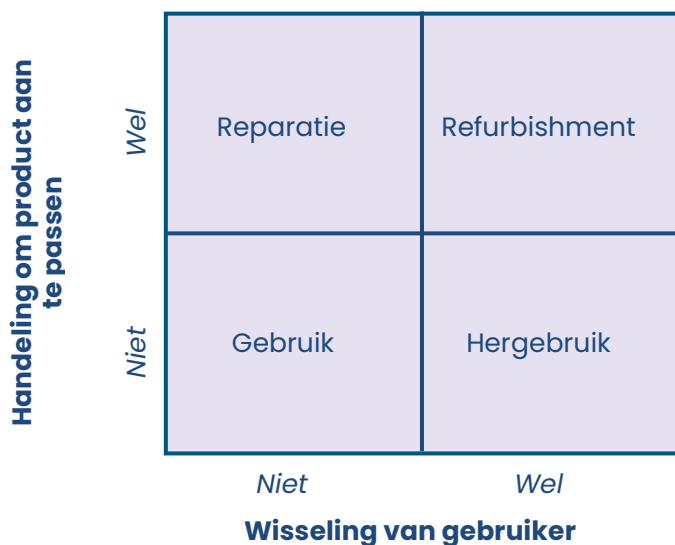 Handeling om product aan
te passen
Wel
Reparatie
Refurbishment
Niet
Gebruik
Hergebruik
Niet
Wel
Wisseling van gebruiker